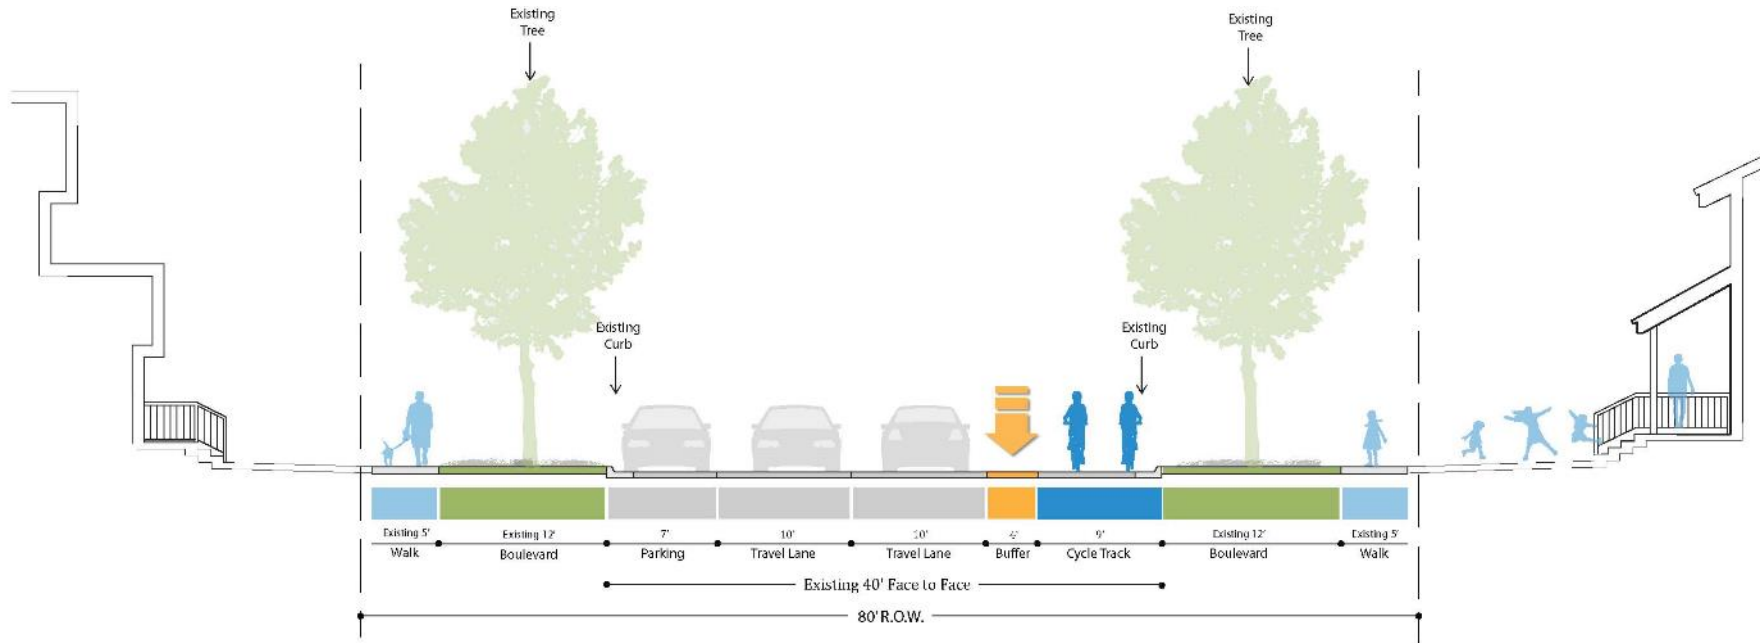 Existing
Tree
Existing
Tree
Existing
Curb
Existing
Curb
Existing 5'
Walk
Existing 12'
Boulevard
7'
Parking
10'
Travel Lane
10'
Travel Lane
4'
Buffer
9'
Cycle Track
Existing 12'
Boulevard
Existing 5'
Walk
Existing 40' Face to Face
80' R.O.W.